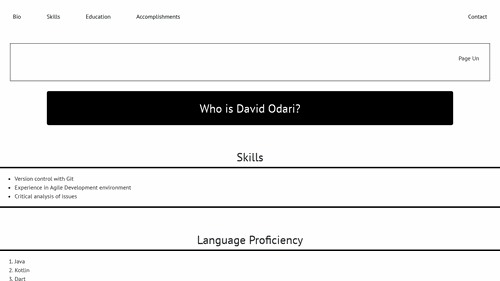 Bio Skills Education Accomplishments Contact
Page Un
Who is David Odari?
Skills
• Version control with Git
• Experience in Agile Development environment
• Critical analysis of issues
Language Proficiency
1. Java
2. Kotlin
3. Dart